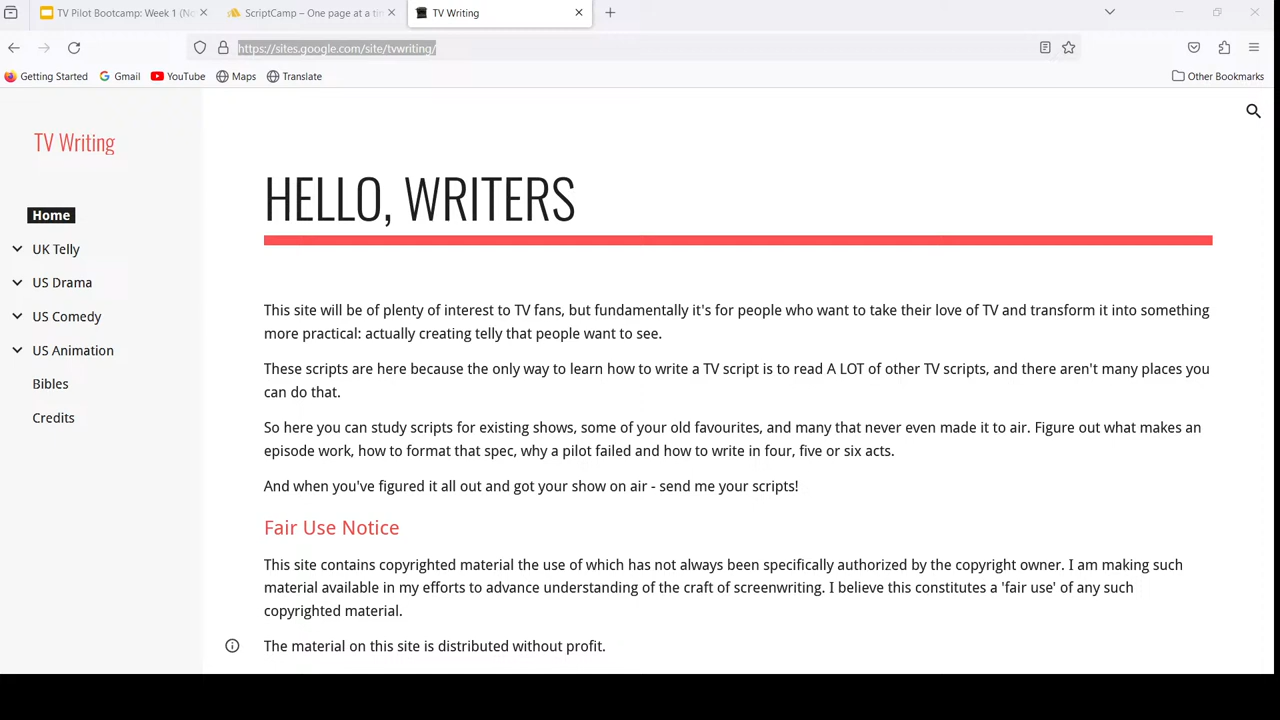 TV Pilot Bootcamp: Week 1 (No
ScriptCamp – One page at a tim
TV Writing
https://sites.google.com/site/tvwriting/
Getting Started
Gmail
YouTube
Maps
Translate
Other Bookmarks
TV Writing
Home
UK Telly
US Drama
US Comedy
US Animation
Bibles
Credits
HELLO, WRITERS
This site will be of plenty of interest to TV fans, but fundamentally it's for people who want to take their love of TV and transform it into something
more practical: actually creating telly that people want to see.
These scripts are here because the only way to learn how to write a TV script is to read A LOT of other TV scripts, and there aren't many places you
can do that.
So here you can study scripts for existing shows, some of your old favourites, and many that never even made it to air. Figure out what makes an
episode work, how to format that spec, why a pilot failed and how to write in four, five or six acts.
And when you've figured it all out and got your show on air - send me your scripts!
Fair Use Notice
This site contains copyrighted material the use of which has not always been specifically authorized by the copyright owner. I am making such
material available in my efforts to advance understanding of the craft of screenwriting. I believe this constitutes a 'fair use' of any such
copyrighted material.
The material on this site is distributed without profit.